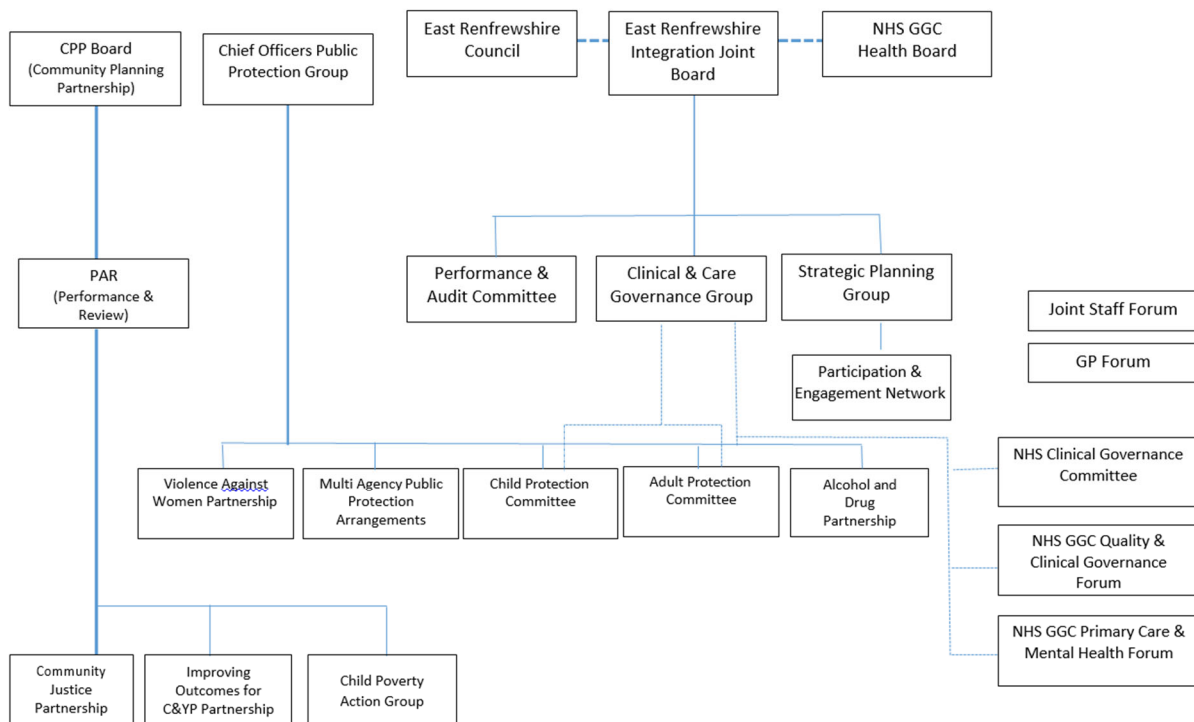 CPP Board
(Community Planning
Partnership)
Chief Officers Public
Protection Group
East Renfrewshire
Council
East Renfrewshire
Integration Joint
Board
NHS GGC
Health Board
PAR
(Performance &
Review)
Performance &
Audit Committee
Clinical & Care
Governance Group
Strategic Planning
Group
Joint Staff Forum
GP Forum
Participation &
Engagement Network
Violence Against
Women Partnership
Multi Agency Public
Protection
Arrangements
Child Protection
Committee
Adult Protection
Committee
Alcohol and
Drug
Partnership
NHS Clinical Governance
Committee
NHS GGC Quality &
Clinical Governance
Forum
NHS GGC Primary Care &
Mental Health Forum
Community
Justice
Partnership
Improving
Outcomes for
C&YP Partnership
Child Poverty
Action Group